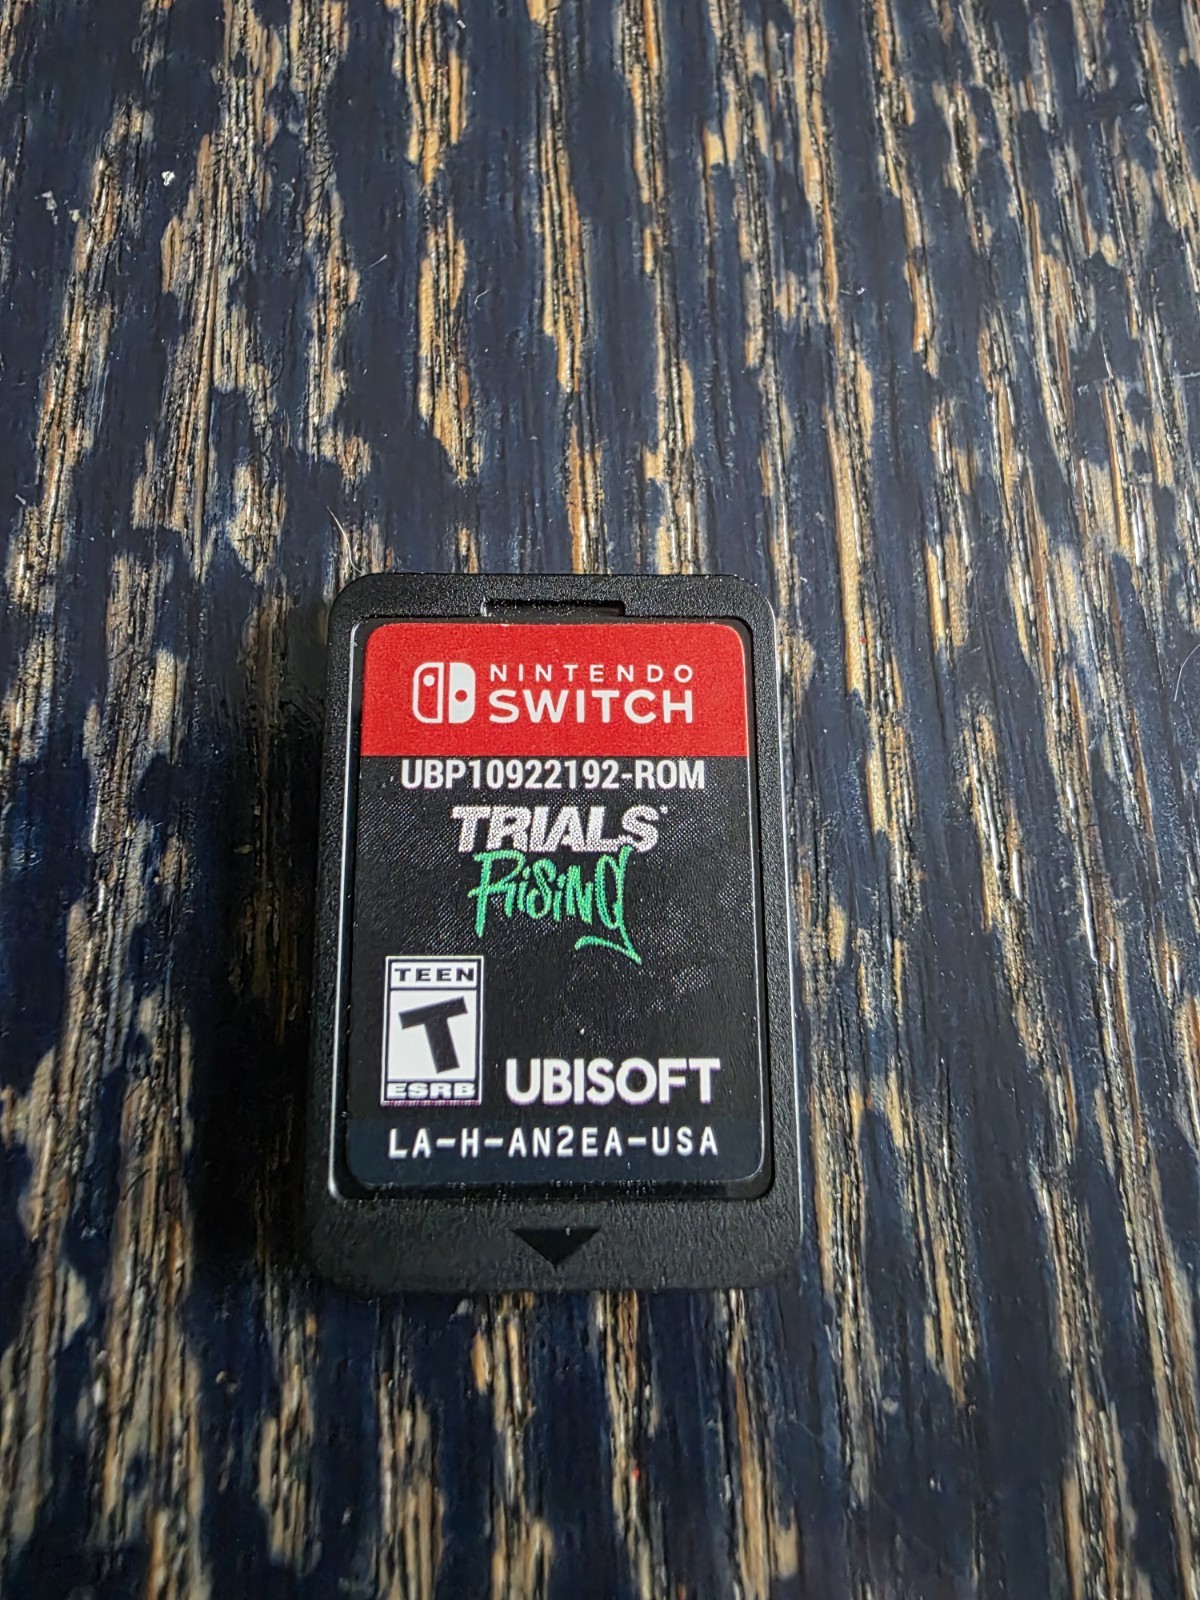 NINTENDO
SWITCH
UBP10922192-ROM
TRIALS
Rising
TEEN
T
ESRB
UBISOFT
LA-H-AN2EA-USA